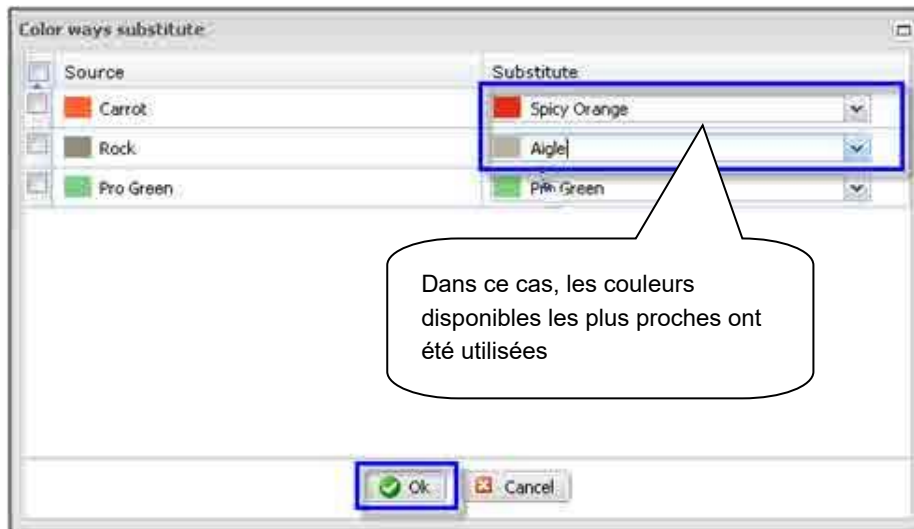 Color ways substitute
Source Substitute
Carrot Spicy Orange
Rock Aigle
Pro Green Pro Green
Dans ce cas, les couleurs
disponibles les plus proches ont
été utilisées
Ok Cancel